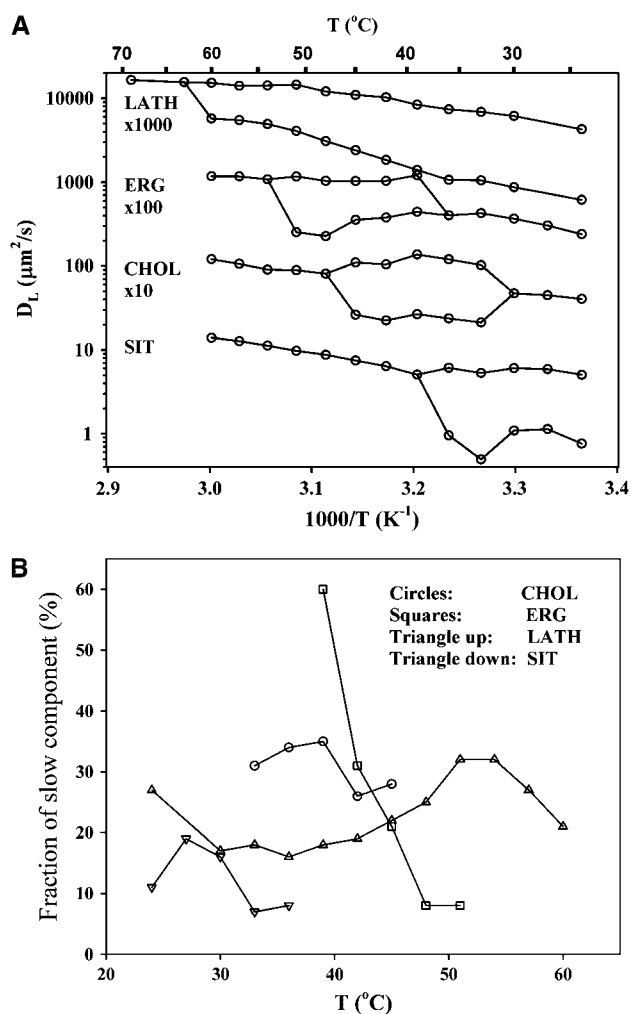 A
T (°C)
70 60 50 40 30
10000
LATH
x1000
1000
ERG
x100
100
CHOL
x10
10
SIT
1
D_L (μm²/s)
2.9 3.0 3.1 3.2 3.3 3.4
1000/T (K⁻¹)
B
60
50
40
30
20
10
0
Fraction of slow component (%)
Circles: CHOL
Squares: ERG
Triangle up: LATH
Triangle down: SIT
20 30 40 50 60
T (°C)